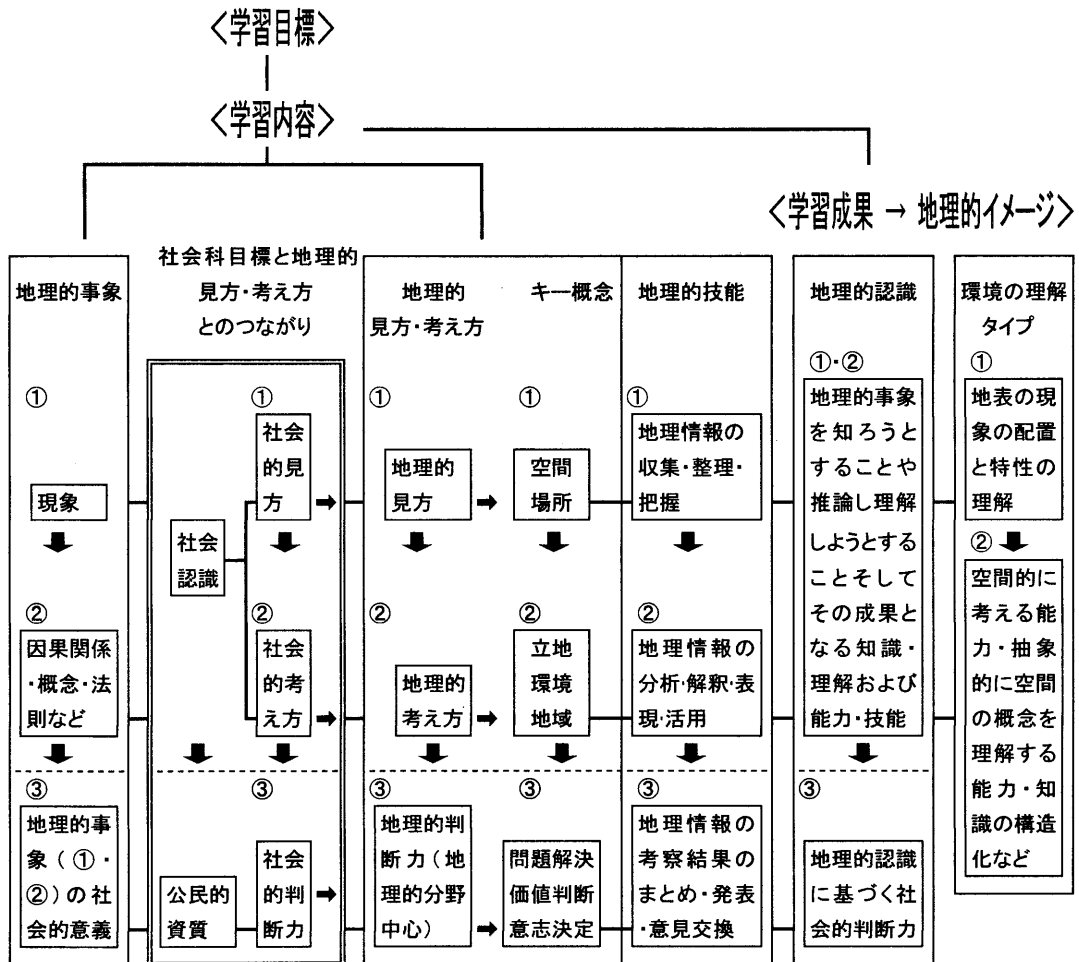 ＜学習目標＞
＜学習内容＞
＜学習成果 → 地理的イメージ＞
地理的事象
①
現象
②
因果関係
・概念・法
則など
③
地理的事
象（①・
②）の社
会的意義
社会科目標と地理的
見方・考え方
とのつながり
社会
認識
①
社会
的見
方
②
社会
的考
え方
公民的
資質
③
社会
的判
断力
地理的
見方・考え方
①
地理的
見方
②
地理的
考え方
③
地理的判
断力（地
理的分野
中心）
キー概念
①
空間
場所
②
立地
環境
地域
③
問題解決
価値判断
意志決定
地理的技能
①
地理情報の
収集・整理・
把握
②
地理情報の
分析・解釈・表
現・活用
③
地理情報の
考察結果の
まとめ・発表
・意見交換
地理的認識
①・②
地理的事象
を知ろうと
することや
推論し理解
しようとする
ことそして
その成果と
なる知識・
理解および
能力・技能
③
地理的認識
に基づく社
会的判断力
環境の理解
タイプ
①
地表の現
象の配置
と特性の
理解
②
空間的に
考える能
力・抽象
的に空間
の概念を
理解する
能力・知
識の構造
化など